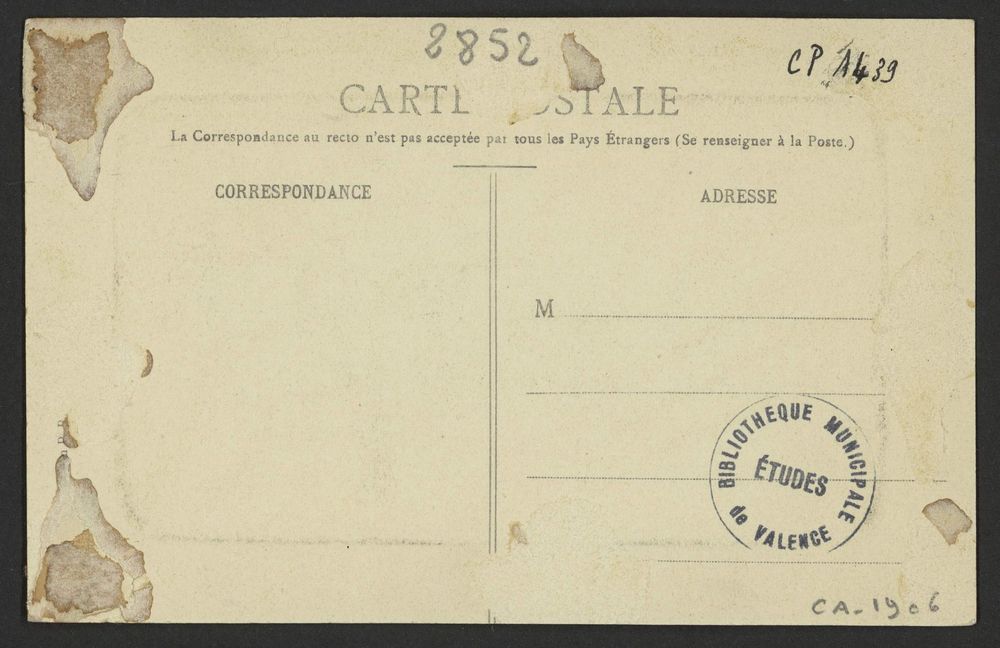 2852
CP 1439
CARTE POSTALE
La Correspondance au recto n'est pas acceptée par tous les Pays Étrangers (Se renseigner à la Poste.)
CORRESPONDANCE
ADRESSE
M
BIBLIOTHEQUE MUNICIPALE
ÉTUDES
de VALENCE
CA-1906